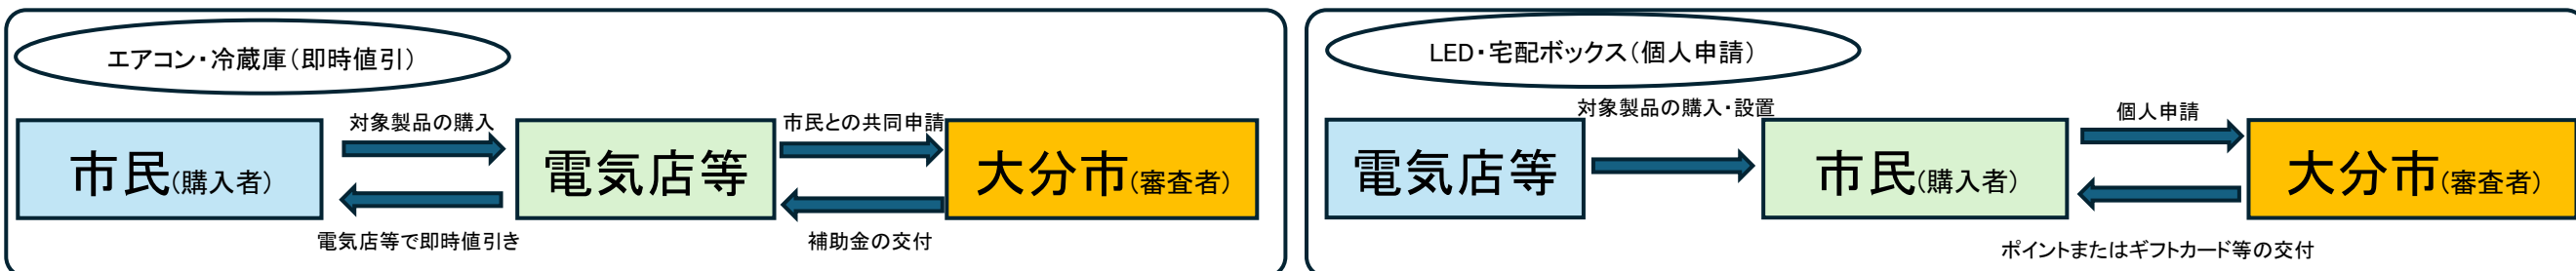 エアコン・冷蔵庫（即時値引）
対象製品の購入
市民との共同申請
市民(購入者)
電気店等
大分市(審査者)
電気店等で即時値引き
補助金の交付
LED・宅配ボックス（個人申請）
対象製品の購入・設置
個人申請
電気店等
市民(購入者)
大分市(審査者)
ポイントまたはギフトカード等の交付